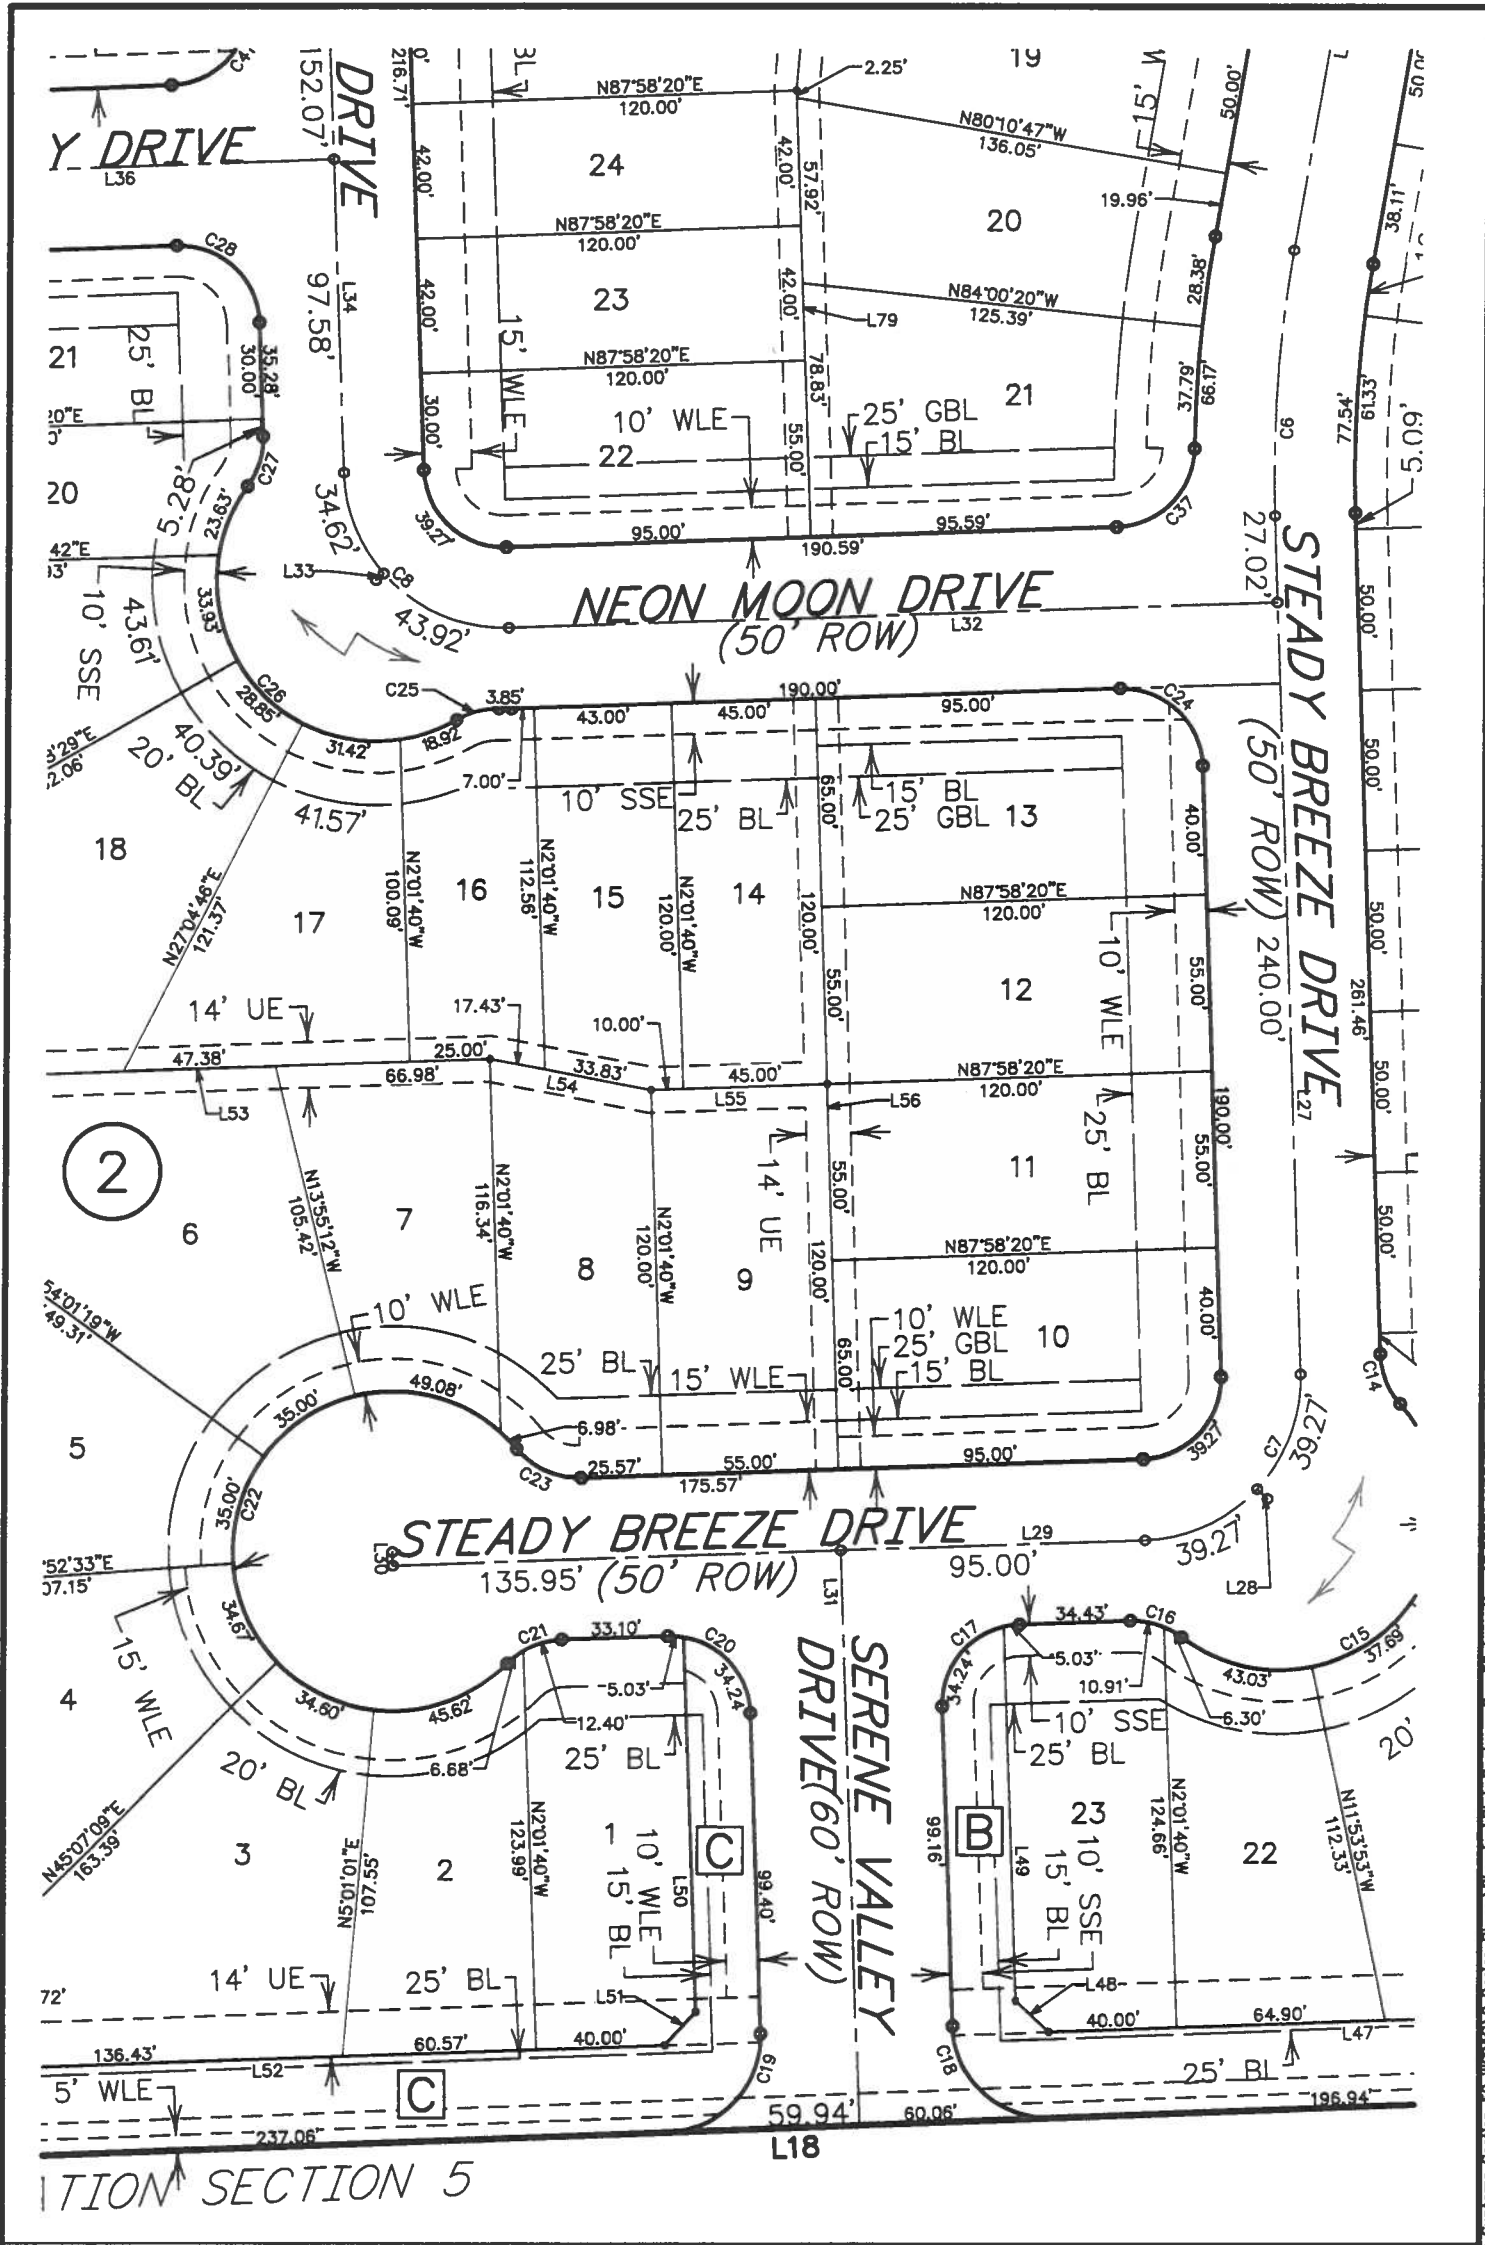 C4
152.07'
DRIVE
216.71'
19
2.25'
N87°58'20"E
120.00'
15'
50.00'
N80°10'47"W
136.05'
Y DRIVE
L36
42.00'
24
42.00'
57.92'
19.96'
38.11'
20
C28
N87°58'20"E
120.00'
28.38'
L34
97.58'
42.00'
23
42.00'
N84°00'20"W
125.39'
L79
21
25' BL
35.28'
30.00'
15' WLE
N87°58'20"E
120.00'
78.83'
21
37.79'
66.17'
C6
77.54'
61.33'
20"E
30.00'
10' WLE
25' GBL
15' BL
22
55.00'
5.09'
20
5.28'
C27
23.63'
34.62'
39.27'
95.00'
95.59'
190.59'
C37
27.02'
42"E
L33
C8
43.92'
NEON MOON DRIVE
(50' ROW)
L32
STEADY BREEZE DRIVE
(50' ROW)
50.00'
10' SSE
43.61'
33.93'
C26
28.85'
C25
3.85'
190.00'
43.00'
45.00'
95.00'
C24
31.42'
18.92'
8'29"E
2.06'
40.39'
20' BL
41.57'
7.00'
10' SSE
25' BL
65.00'
15' BL
25' GBL
13
40.00'
50.00'
18
N27°04'46"E
121.37'
17
N2°01'40"W
100.09'
16
N2°01'40"W
112.56'
15
N2°01'40"W
120.00'
14
120.00'
N87°58'20"E
120.00'
10' WLE
240.00'
50.00'
12
55.00'
55.00'
261.46'
14' UE
17.43'
10.00'
47.38'
25.00'
66.98'
33.83'
L54
45.00'
L55
L53
N87°58'20"E
120.00'
L56
25' BL
190.00'
L27
50.00'
2
6
N13°55'12"W
105.42'
7
N2°01'40"W
116.34'
8
N2°01'40"W
120.00'
9
14' UE
55.00'
11
55.00'
50.00'
N87°58'20"E
120.00'
120.00'
54°01'19"W
49.31'
10' WLE
10' WLE
25' GBL
15' BL
10
40.00'
25' BL
15' WLE
65.00'
C14
5
35.00'
49.08'
6.98'
C23
25.57'
55.00'
175.57'
95.00'
39.27'
C7
39.27'
35.00'
C22
STEADY BREEZE DRIVE
(50' ROW)
L30
135.95'
L29
95.00'
39.27'
L31
L28
52'33"E
07.15'
15' WLE
34.67'
C21
33.10'
C20
34.24'
SERENE VALLEY
DRIVE (60' ROW)
C17
34.24'
34.43'
C16
5.03'
10.91'
43.03'
C15
37.69'
4
34.60'
45.62'
5.03'
12.40'
10' SSE
25' BL
6.30'
20'
20' BL
6.68'
25' BL
N45°07'09"E
163.39'
3
N5°01'01"E
107.55'
2
N2°01'40"W
123.99'
1
10' WLE
15' BL
L50
C
99.40'
99.16'
B
L49
10' SSE
15' BL
23
N2°01'40"W
124.66'
22
N11°53'53"W
112.33'
72'
14' UE
25' BL
L51
L48
136.43'
60.57'
40.00'
40.00'
64.90'
L47
L52
5' WLE
C
C19
C18
25' BL
196.94'
237.06'
59.94'
60.06'
L18
TION SECTION 5